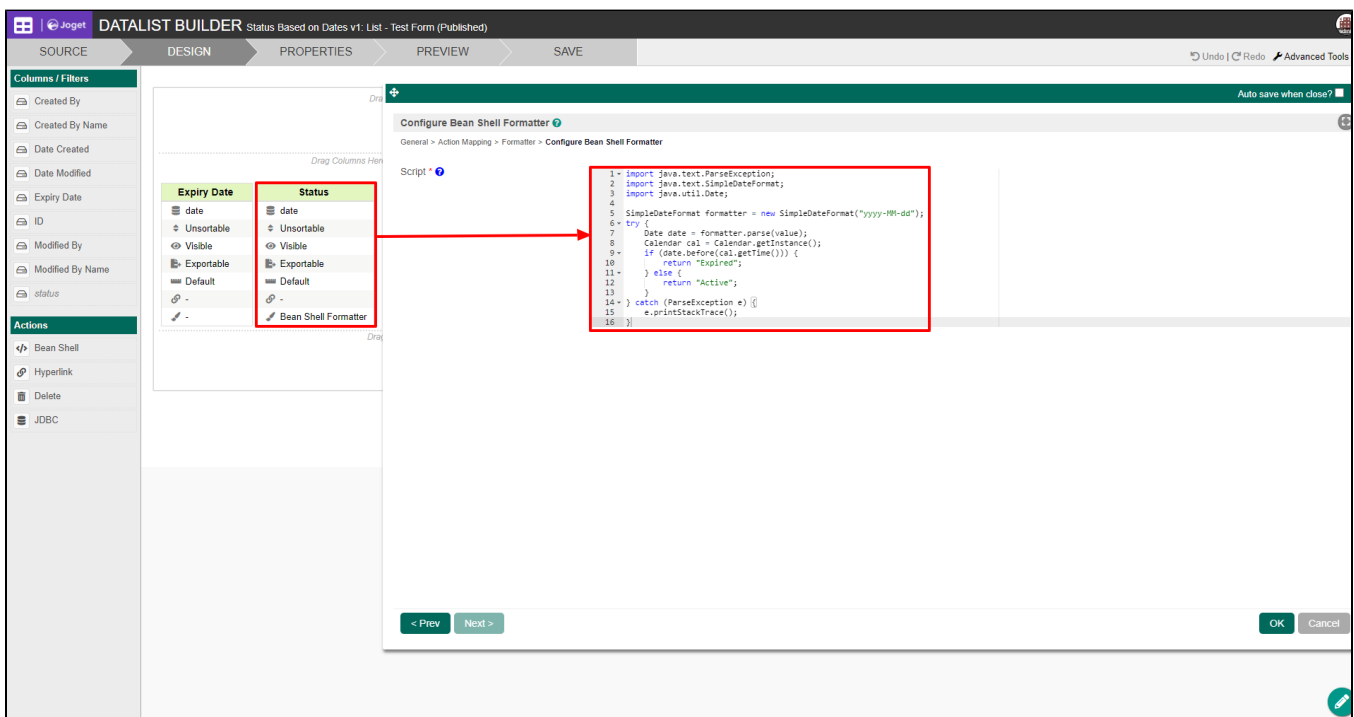 Joget DATALIST BUILDER Status Based on Dates v1: List - Test Form (Published)
SOURCE DESIGN PROPERTIES PREVIEW SAVE
Undo | Redo Advanced Tools
Columns / Filters
Created By
Created By Name
Date Created
Date Modified
Expiry Date
ID
Modified By
Modified By Name
status
Actions
Bean Shell
Hyperlink
Delete
JDBC
Dra
Drag Columns Her
Expiry Date
date
Unsortable
Visible
Exportable
Default
-
-
Status
date
Unsortable
Visible
Exportable
Default
-
Bean Shell Formatter
Drag
Auto save when close?
Configure Bean Shell Formatter
General > Action Mapping > Formatter > Configure Bean Shell Formatter
Script *
1 import java.text.ParseException;
2 import java.text.SimpleDateFormat;
3 import java.util.Date;
4
5 SimpleDateFormat formatter = new SimpleDateFormat("yyyy-MM-dd");
6 try {
7 Date date = formatter.parse(value);
8 Calendar cal = Calendar.getInstance();
9 if (date.before(cal.getTime())) {
10 return "Expired";
11 } else {
12 return "Active";
13 }
14 } catch (ParseException e) {
15 e.printStackTrace();
16 }
< Prev Next >
OK Cancel